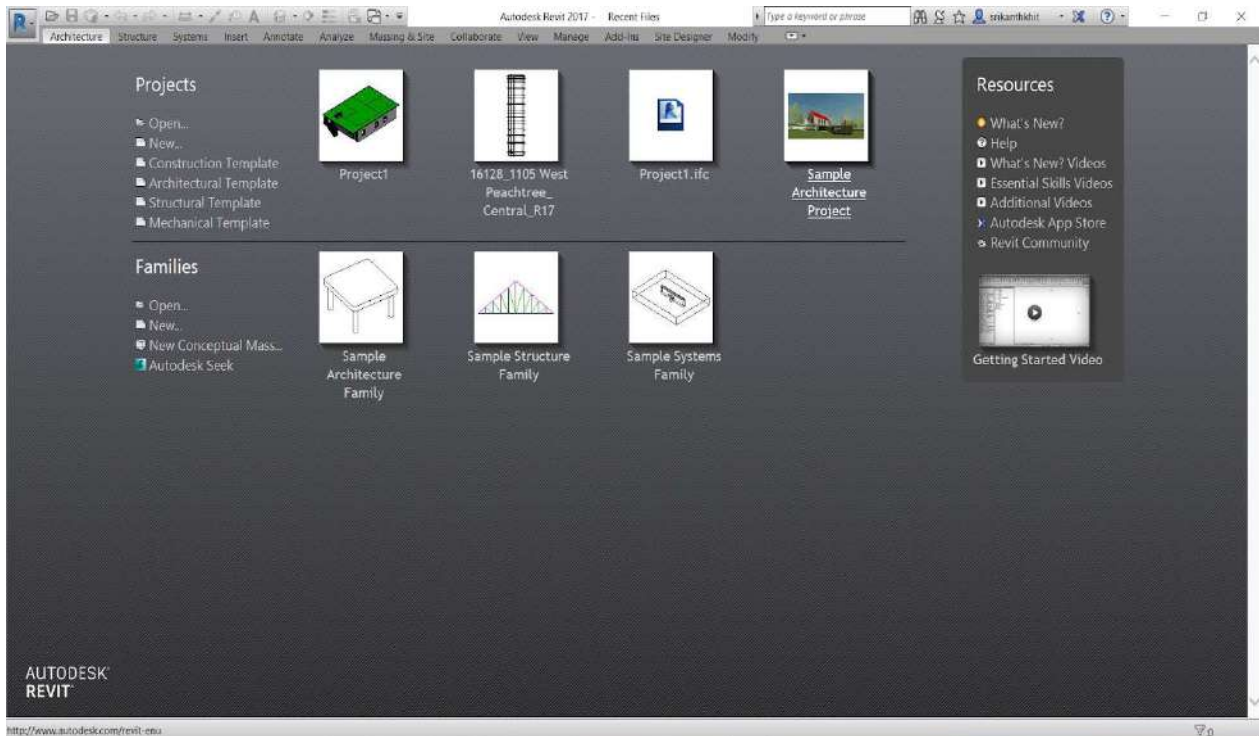 Autodesk Revit 2017 - Recent Files
Type a keyword or phrase
srikanthkhit
Architecture Structure Systems Insert Annotate Analyze Massing & Site Collaborate View Manage Add-Ins Site Designer Modify
Projects
Open...
New...
Construction Template
Architectural Template
Structural Template
Mechanical Template
Project1
16128_1105 West
Peachtree_
Central_R17
Project1.ifc
Sample
Architecture
Project
Families
Open...
New...
New Conceptual Mass...
Autodesk Seek
Sample
Architecture
Family
Sample Structure
Family
Sample Systems
Family
Resources
What's New?
Help
What's New? Videos
Essential Skills Videos
Additional Videos
Autodesk App Store
Revit Community
Getting Started Video
AUTODESK
REVIT
http://www.autodesk.com/revit-enu
:0